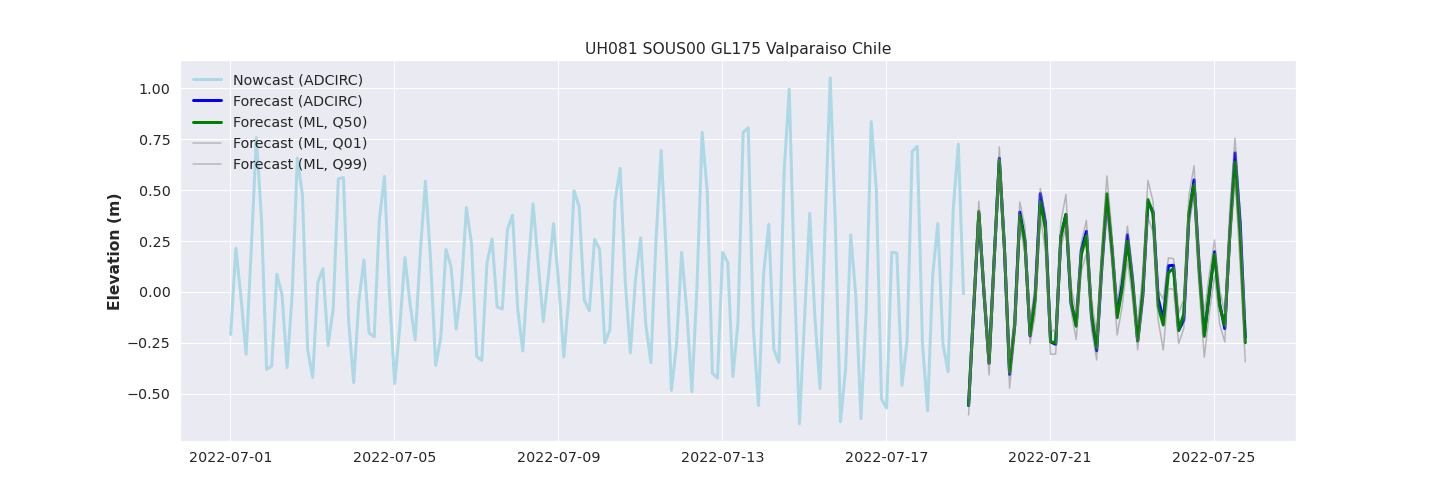 UH081 SOUS00 GL175 Valparaiso Chile
Nowcast (ADCIRC)
Forecast (ADCIRC)
Forecast (ML, Q50)
Forecast (ML, Q01)
Forecast (ML, Q99)
Elevation (m)
1.00
0.75
0.50
0.25
0.00
−0.25
−0.50
2022-07-01 2022-07-05 2022-07-09 2022-07-13 2022-07-17 2022-07-21 2022-07-25